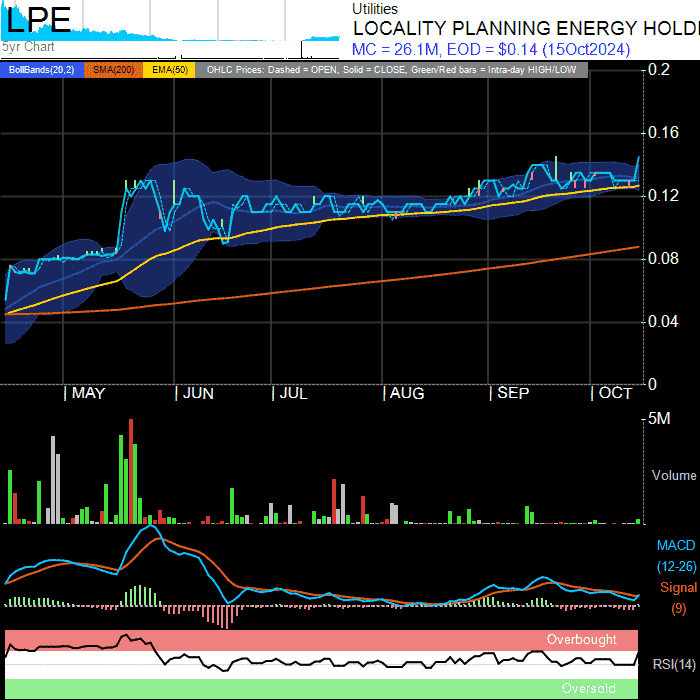 LPE
5yr Chart
Utilities
LOCALITY PLANNING ENERGY HOLDI
MC = 26.1M, EOD = $0.14 (15Oct2024)
BollBands(20,2) SMA(200) EMA(50) OHLC Prices: Dashed = OPEN, Solid = CLOSE, Green/Red bars = Intra-day HIGH/LOW
0.2
0.16
0.12
0.08
0.04
0
MAY JUN JUL AUG SEP OCT
5M
Volume
MACD
(12-26)
Signal
(9)
Overbought
RSI(14)
Oversold